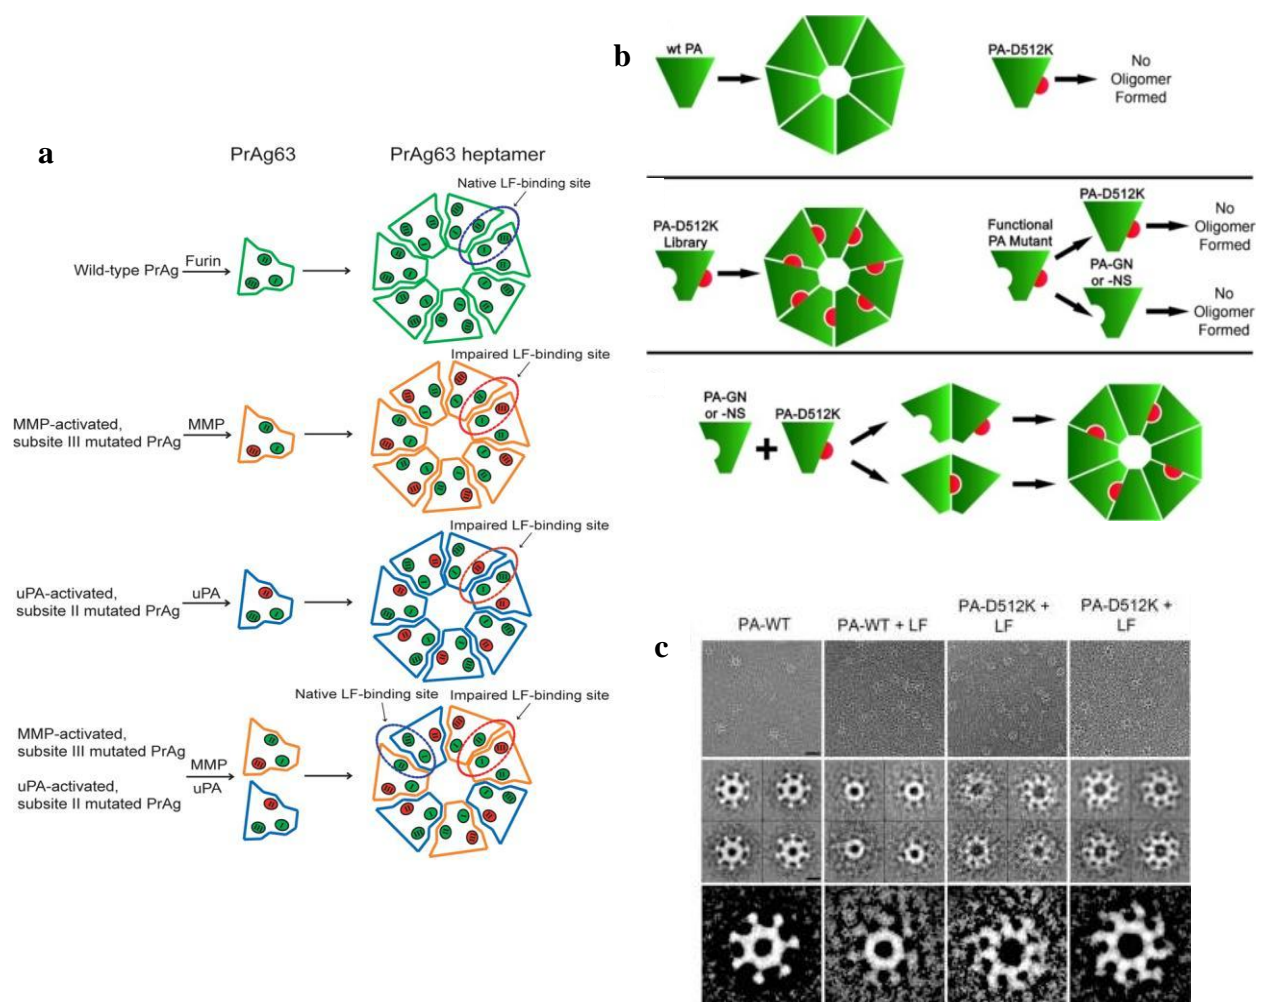 a
PrAg63
PrAg63 heptamer
Native LF-binding site
Wild-type PrAg
Furin
Impaired LF-binding site
MMP-activated,
subsite III mutated PrAg
MMP
Impaired LF-binding site
uPA-activated,
subsite II mutated PrAg
uPA
Native LF-binding site
Impaired LF-binding site
MMP-activated,
subsite III mutated PrAg
uPA-activated,
subsite II mutated PrAg
MMP
uPA
b
wt PA
PA-D512K
No
Oligomer
Formed
PA-D512K
Library
Functional
PA Mutant
PA-D512K
No
Oligomer
Formed
PA-GN
or -NS
No
Oligomer
Formed
PA-GN
or -NS
+
PA-D512K
c
PA-WT
PA-WT + LF
PA-D512K +
LF
PA-D512K +
LF